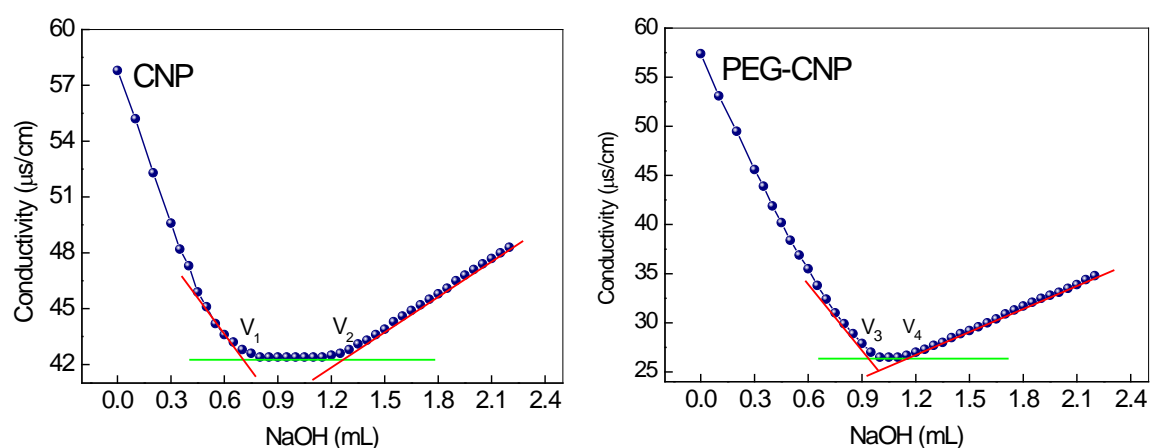 60
57
54
51
48
45
42
Conductivity (μs/cm)
CNP
V1
V2
0.0 0.3 0.6 0.9 1.2 1.5 1.8 2.1 2.4
NaOH (mL)
60
55
50
45
40
35
30
25
Conductivity (μs/cm)
PEG-CNP
V3
V4
0.0 0.3 0.6 0.9 1.2 1.5 1.8 2.1 2.4
NaOH (mL)